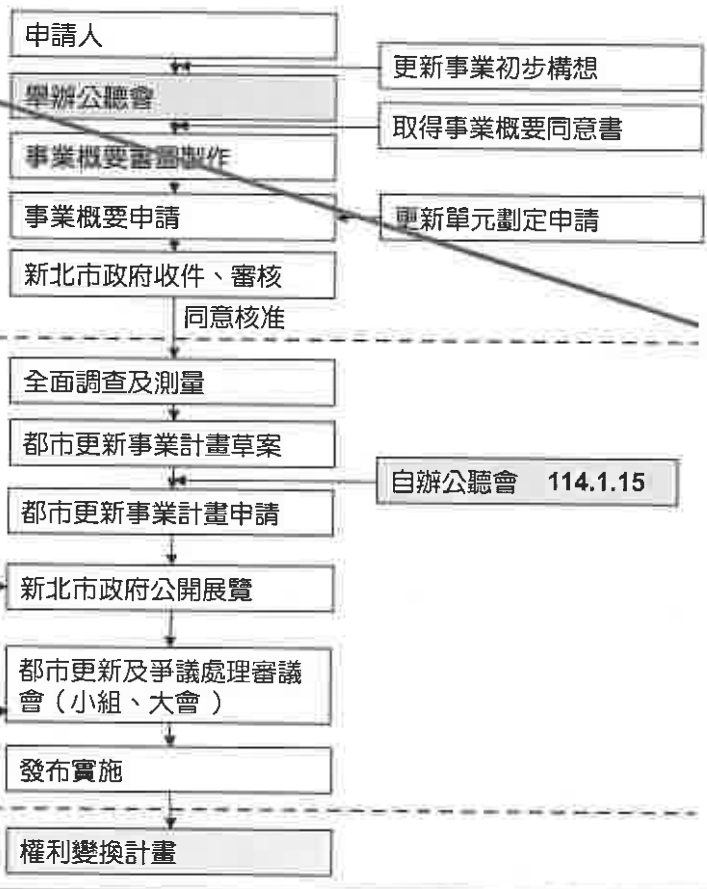 申請人
更新事業初步構想
舉辦公聽會
取得事業概要同意書
事業概要書圖製作
事業概要申請
更新單元劃定申請
新北市政府收件、審核
同意核准
全面調查及測量
都市更新事業計畫草案
自辦公聽會 114.1.15
都市更新事業計畫申請
新北市政府公開展覽
都市更新及爭議處理審議
會（小組、大會）
發布實施
權利變換計畫